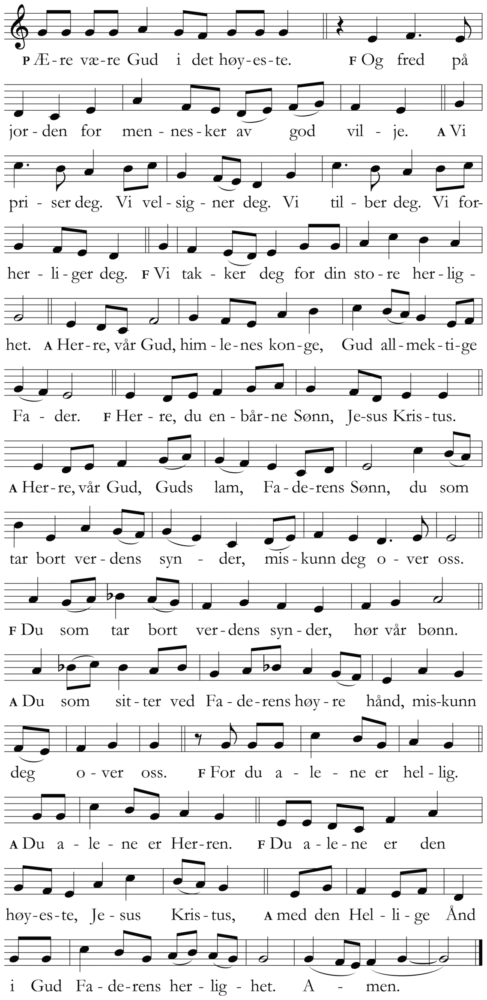 P Æ - re væ - re Gud i det høy - es - te. F Og fred på
jor - den for men - nes - ker av god vil - je. A Vi
pri - ser deg. Vi vel - sig - ner deg. Vi til - ber deg. Vi for-
her - li - ger deg. F Vi tak - ker deg for din sto - re her - lig -
het. A Her - re, vår Gud, him - le - nes kon - ge, Gud all - mek - ti - ge
Fa - der. F Her - re, du en - bår - ne Sønn, Je - sus Kris - tus.
A Her - re, vår Gud, Guds lam, Fa - de - rens Sønn, du som
tar bort ver - dens syn - der, mis - kunn deg o - ver oss.
F Du som tar bort ver - dens syn - der, hør vår bønn.
A Du som sit - ter ved Fa - de - rens høy - re hånd, mis - kunn
deg o - ver oss. F For du a - le - ne er hel - lig.
A Du a - le - ne er Her - ren. F Du a - le - ne er den
høy - es - te, Je - sus Kris - tus, A med den Hel - li - ge Ånd
i Gud Fa - de - rens her - lig - het. A - men.